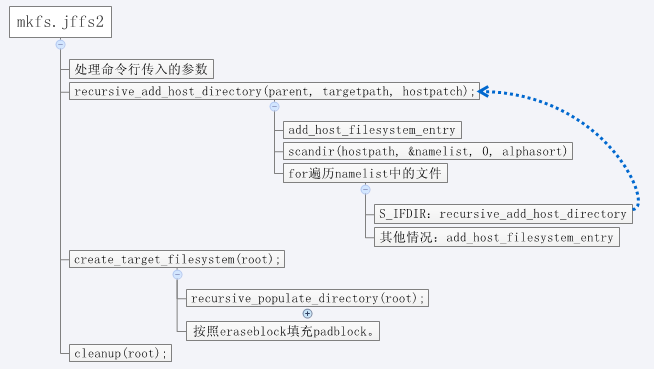 mkfs.jffs2
处理命令行传入的参数
recursive_add_host_directory(parent, targetpath, hostpatch);
add_host_filesystem_entry
scandir(hostpath, &namelist, 0, alphasort)
for遍历namelist中的文件
S_IFDIR: recursive_add_host_directory
其他情况: add_host_filesystem_entry
create_target_filesystem(root);
recursive_populate_directory(root);
按照eraseblock填充padblock。
cleanup(root);